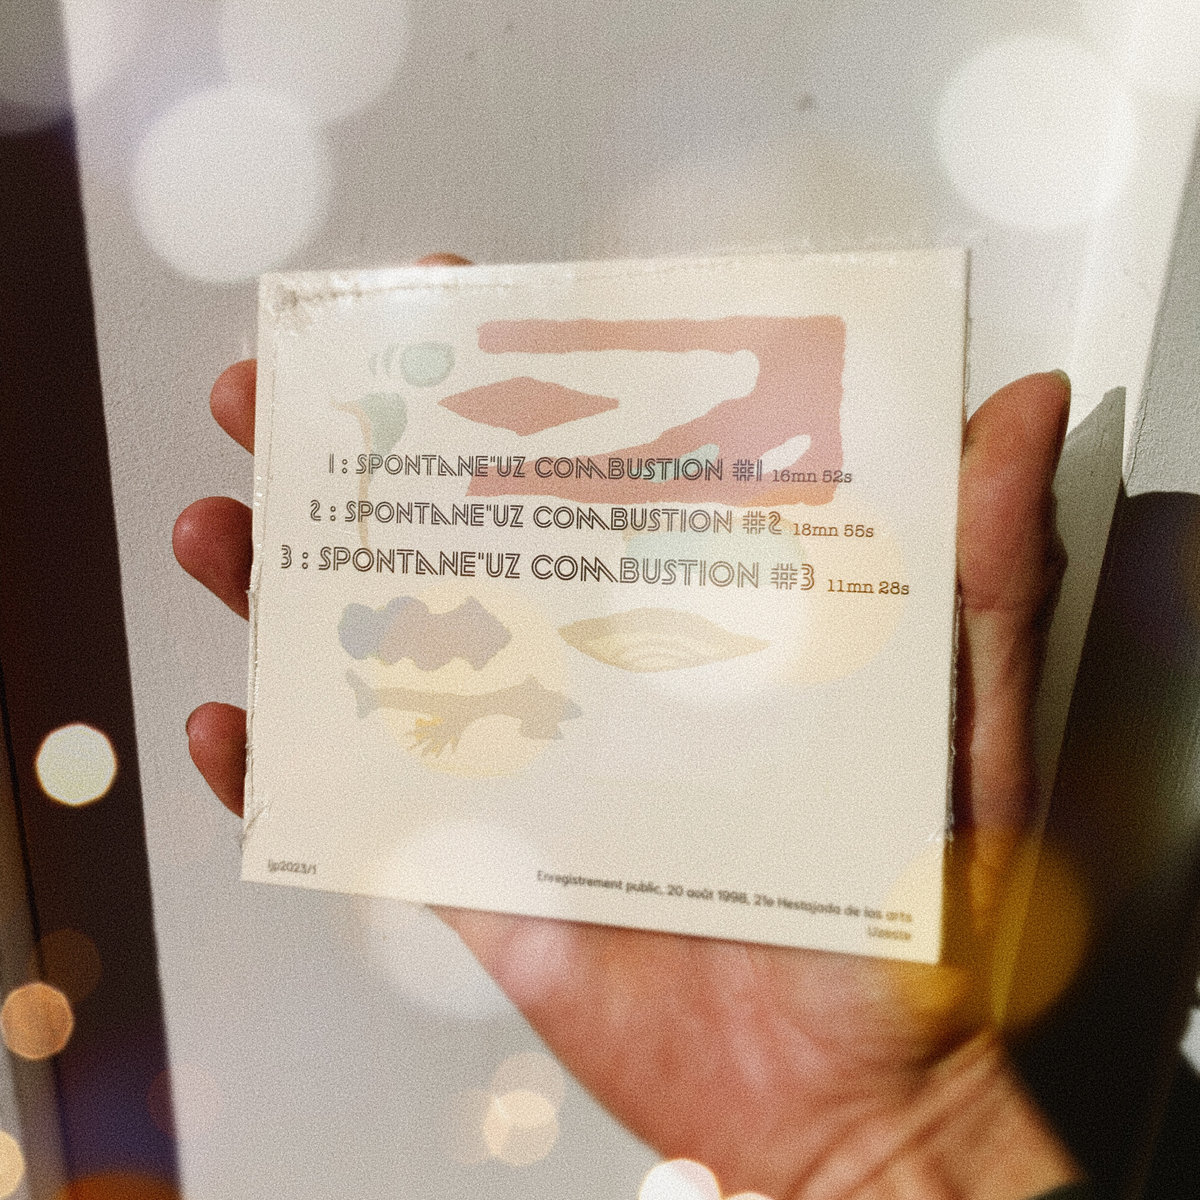 1 : SPONTANE"UZ COMBUSTION #1 16mn 52s
2 : SPONTANE"UZ COMBUSTION #2 18mn 55s
3 : SPONTANE"UZ COMBUSTION #3 11mn 28s
ljp2023/1
Enregistrement public, 20 août 1998, 21e Hestajada de las arts
Uzeste